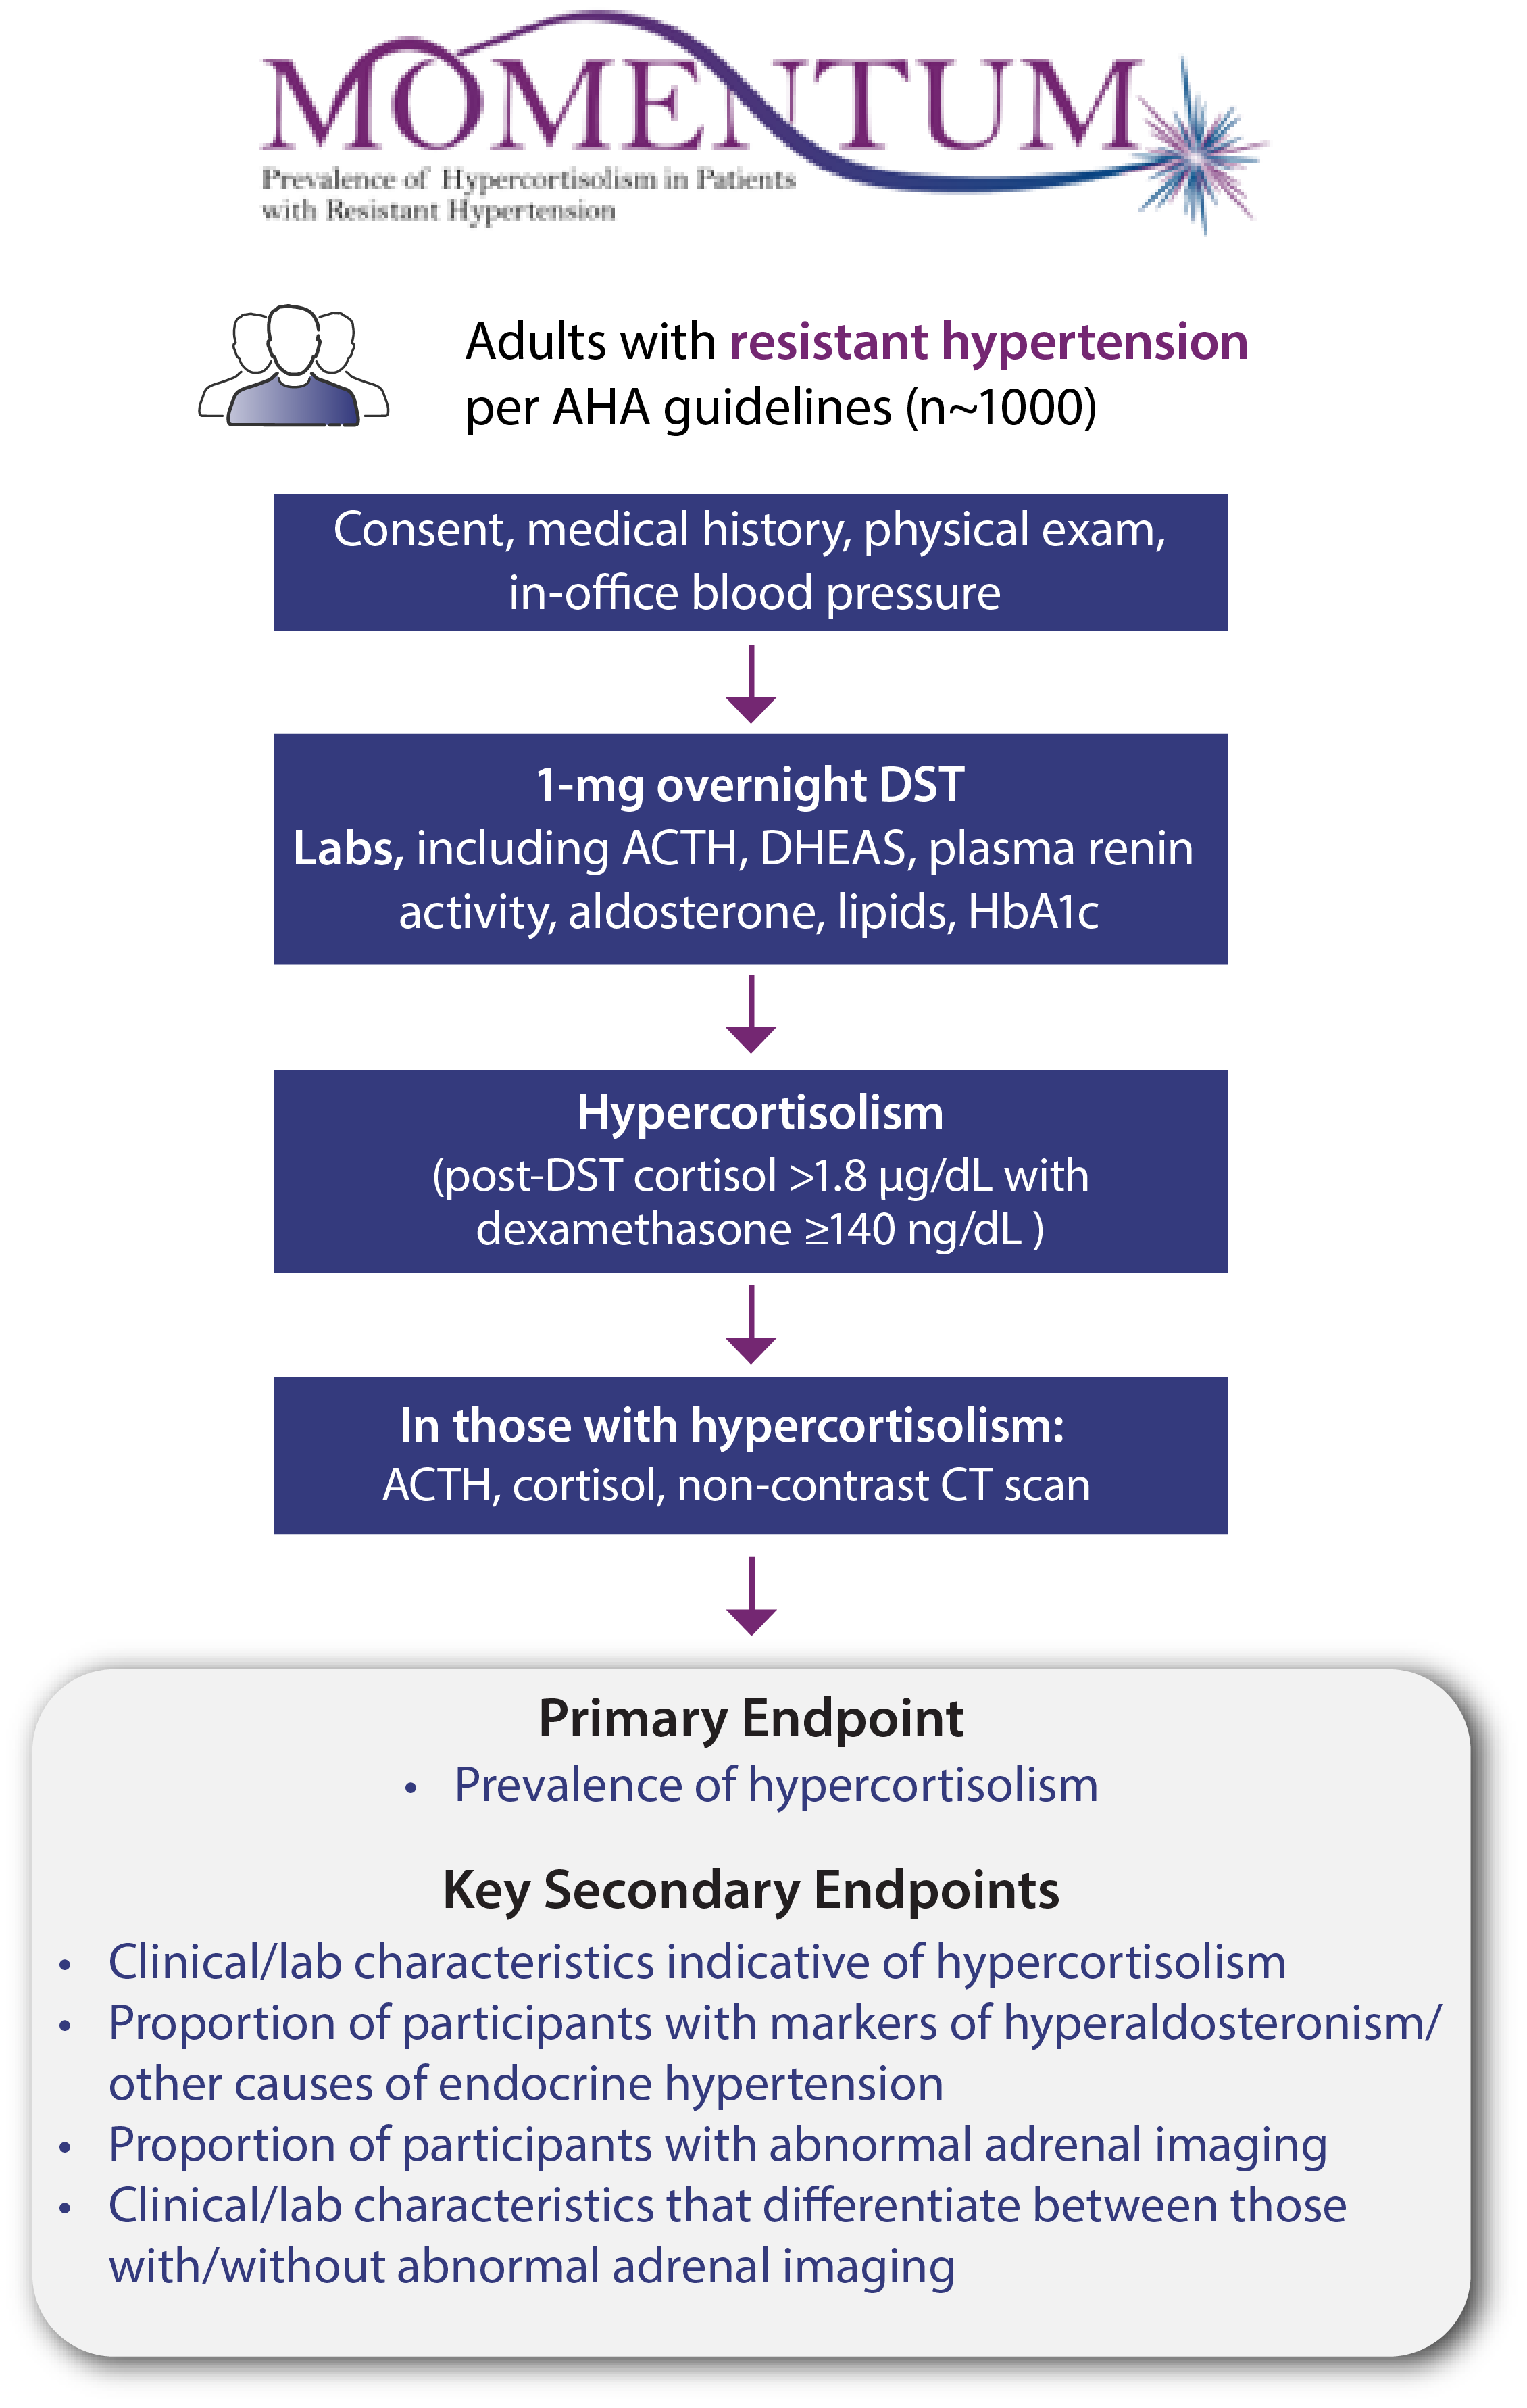 MOMENTUM
Prevalence of Hypercortisolism in Patients
with Resistant Hypertension
Adults with resistant hypertension
per AHA guidelines (n~1000)
Consent, medical history, physical exam,
in-office blood pressure
1-mg overnight DST
Labs, including ACTH, DHEAS, plasma renin
activity, aldosterone, lipids, HbA1c
Hypercortisolism
(post-DST cortisol >1.8 µg/dL with
dexamethasone ≥140 ng/dL )
In those with hypercortisolism:
ACTH, cortisol, non-contrast CT scan
Primary Endpoint
• Prevalence of hypercortisolism
Key Secondary Endpoints
• Clinical/lab characteristics indicative of hypercortisolism
• Proportion of participants with markers of hyperaldosteronism/
other causes of endocrine hypertension
• Proportion of participants with abnormal adrenal imaging
• Clinical/lab characteristics that differentiate between those
with/without abnormal adrenal imaging